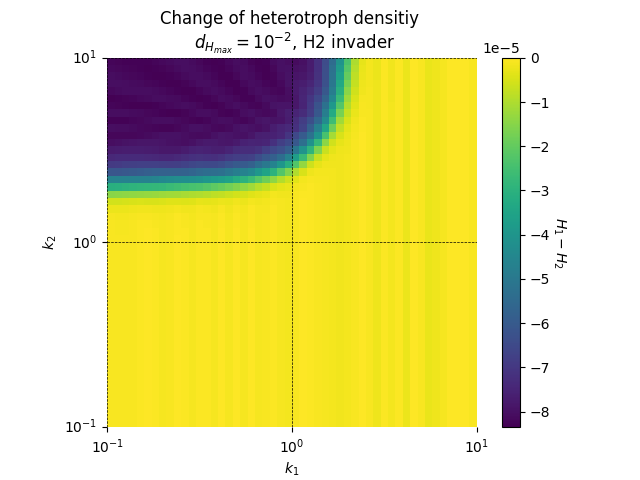 Change of heterotroph densitiy
$d_{H_{max}} = 10^{-2}$, H2 invader
1e−5
10^1
10^0
10^{-1}
k_2
10^{-1}
10^0
10^1
k_1
0
−1
−2
−3
−4
−5
−6
−7
−8
H_1 − H_2